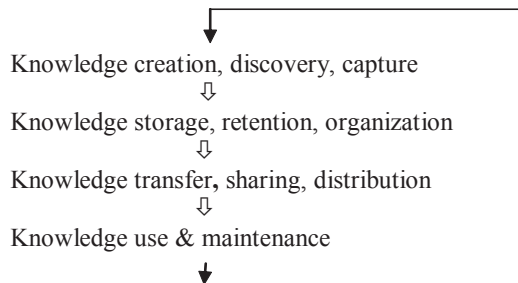 Knowledge creation, discovery, capture
Knowledge storage, retention, organization
Knowledge transfer, sharing, distribution
Knowledge use & maintenance